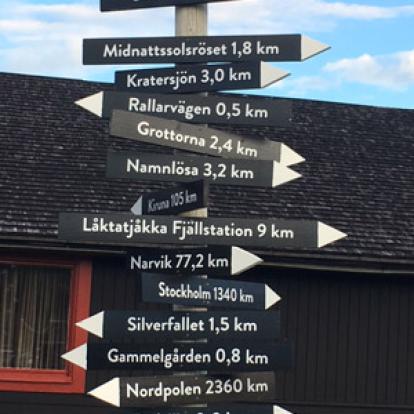 Midnattssolsröset 1,8 km
Kratersjön 3,0 km
Rallarvägen 0,5 km
Grottorna 2,4 km
Namnlösa 3,2 km
Kiruna 105 km
Låktatjåkka Fjällstation 9 km
Narvik 77,2 km
Stockholm 1340 km
Silverfallet 1,5 km
Gammelgården 0,8 km
Nordpolen 2360 km